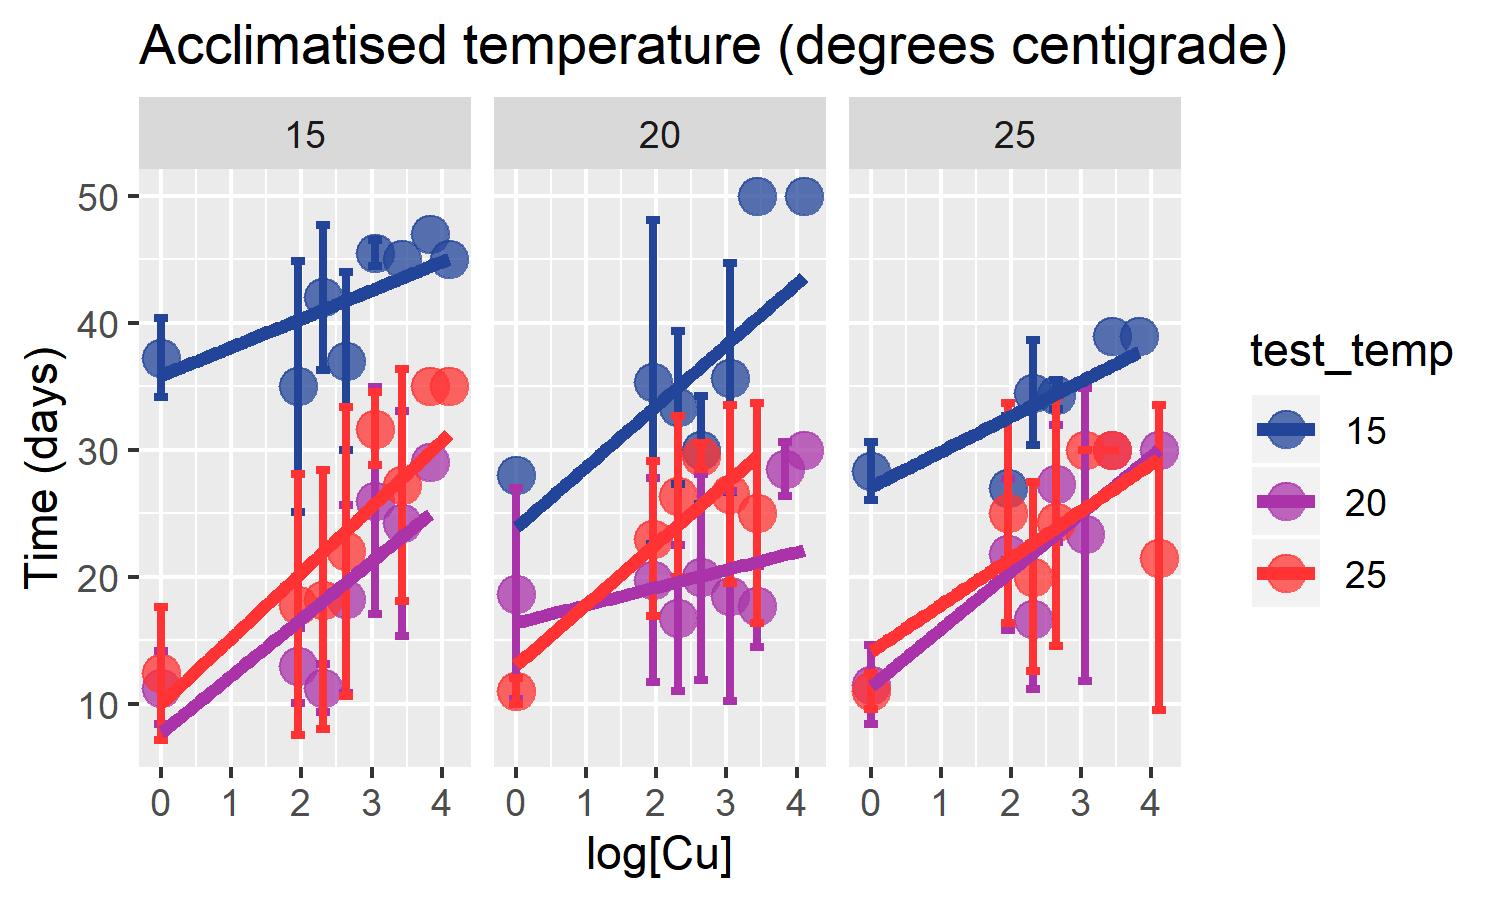 Acclimatised temperature (degrees centigrade)
15 20 25
50
40
30
20
10
Time (days)
0 1 2 3 4 0 1 2 3 4 0 1 2 3 4
log[Cu]
test_temp
15
20
25